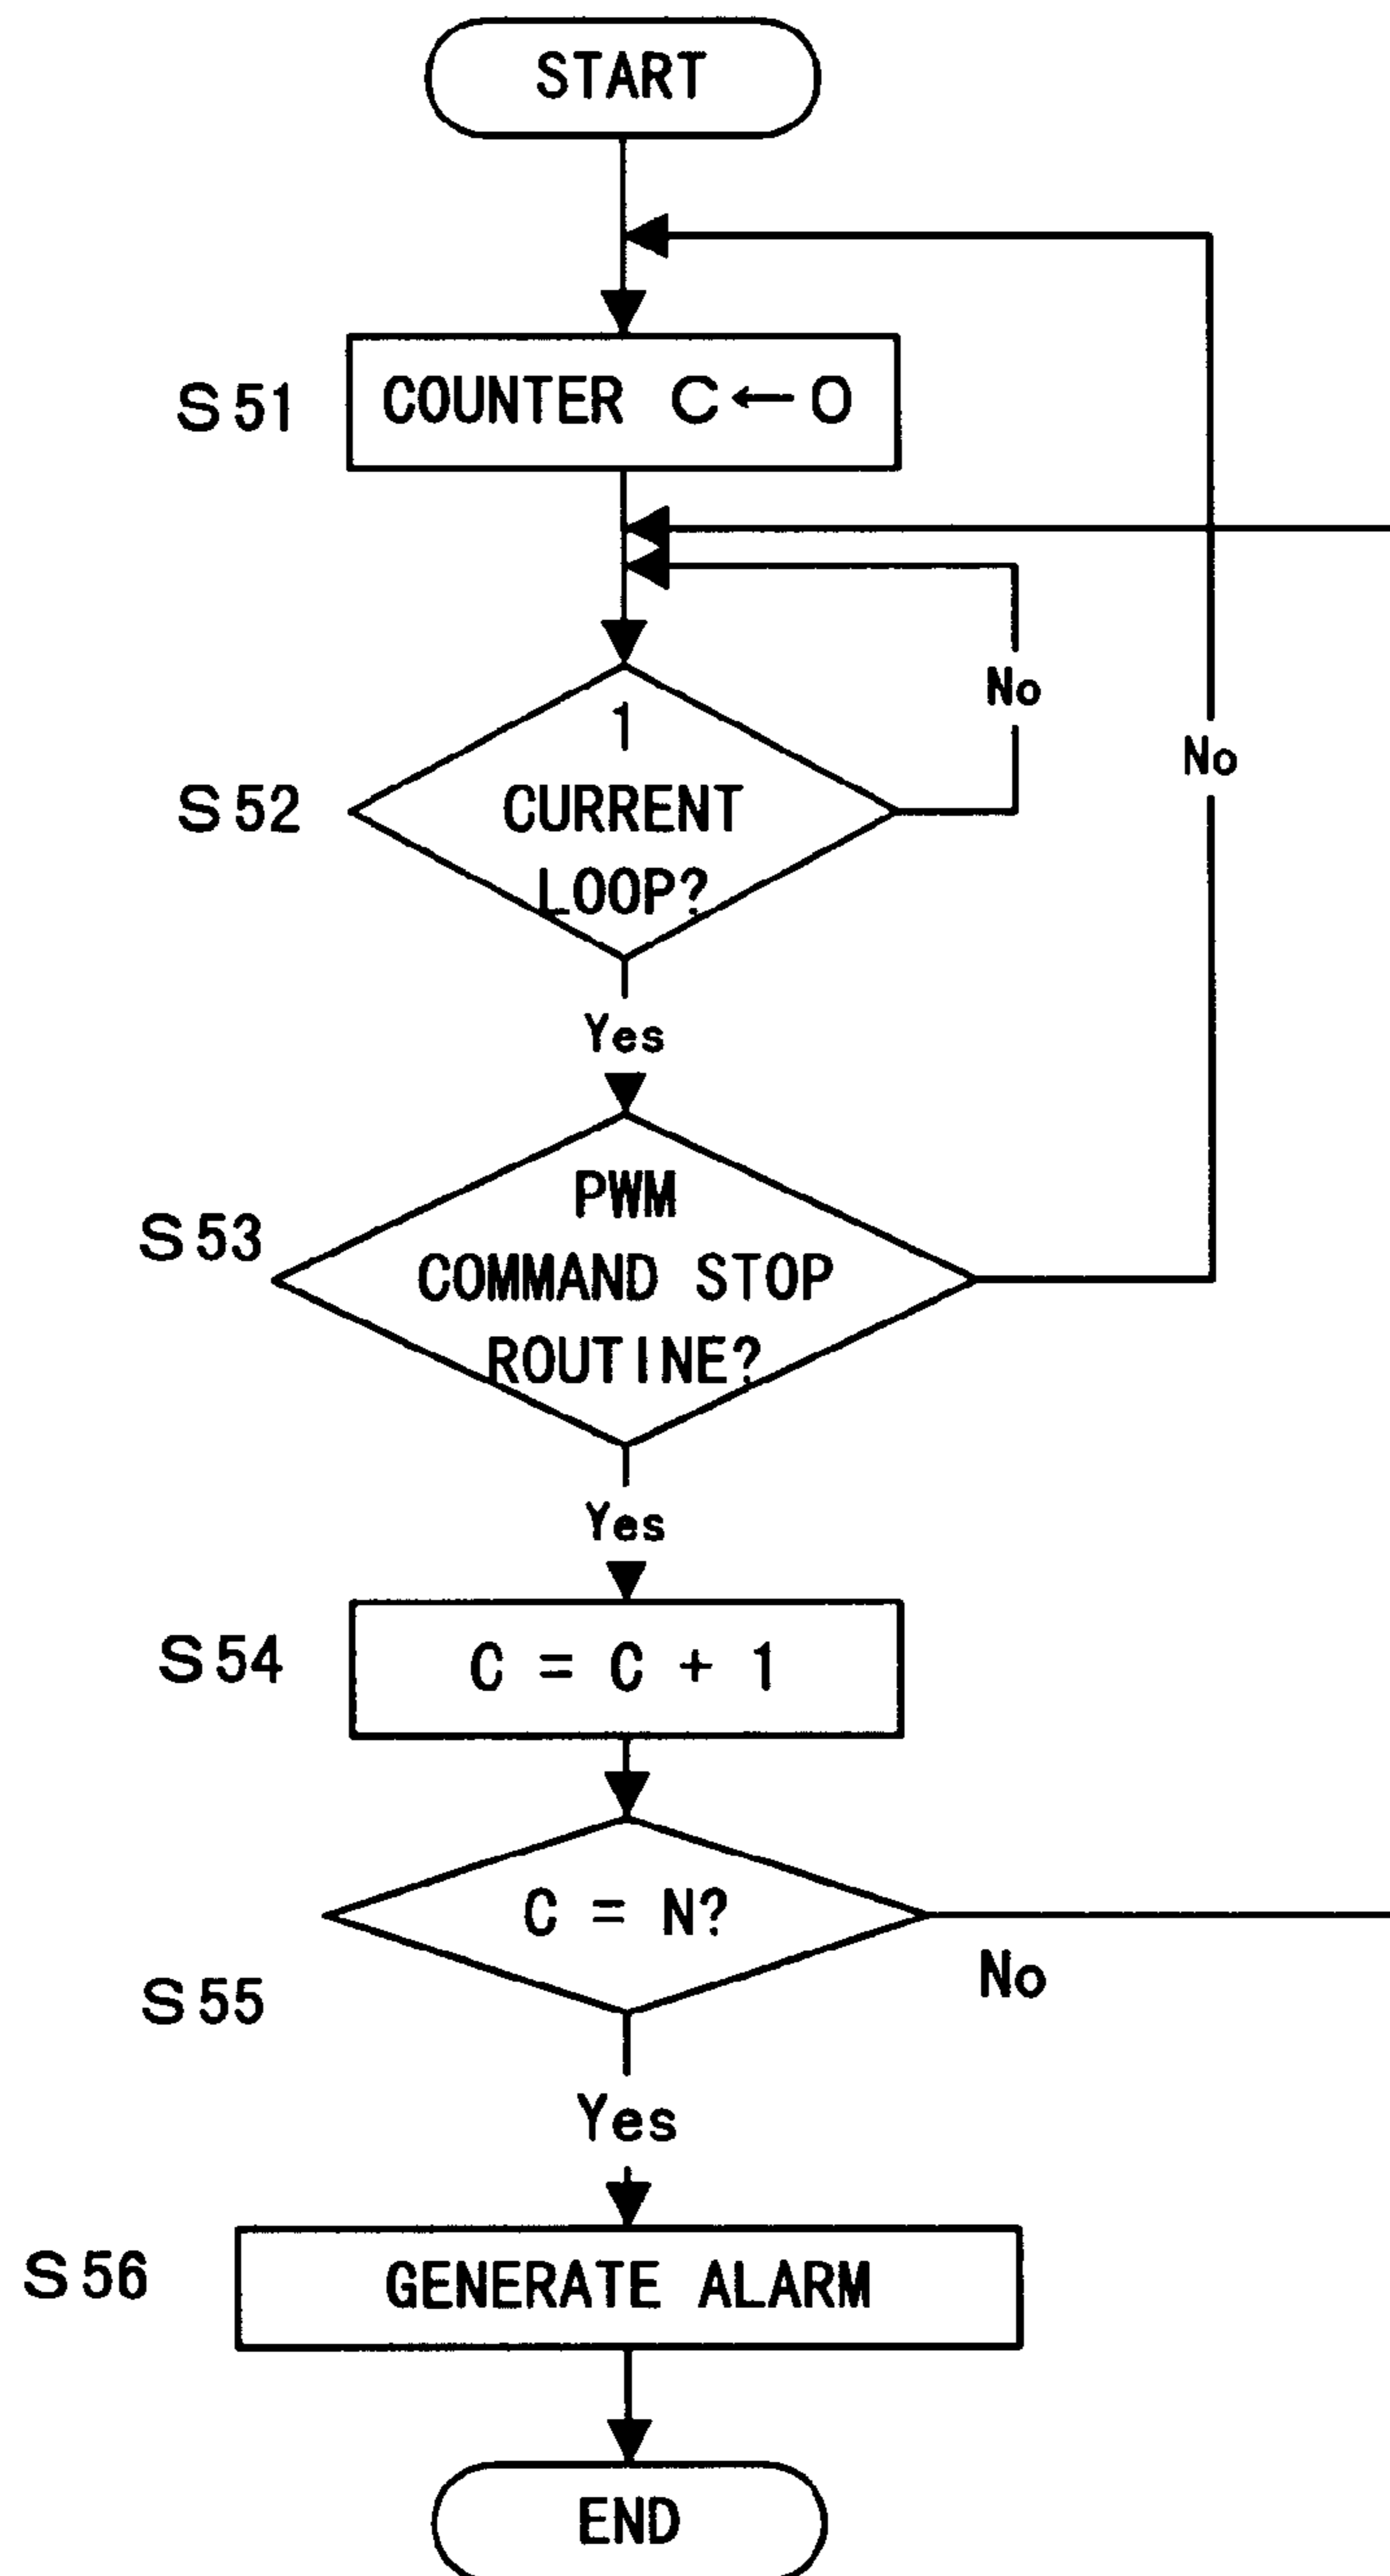 START
S51
COUNTER C←0
1
CURRENT
LOOP?
S52
No
No
Yes
PWM
COMMAND STOP
ROUTINE?
S53
Yes
S54
C = C + 1
C = N?
S55
No
Yes
S56
GENERATE ALARM
END